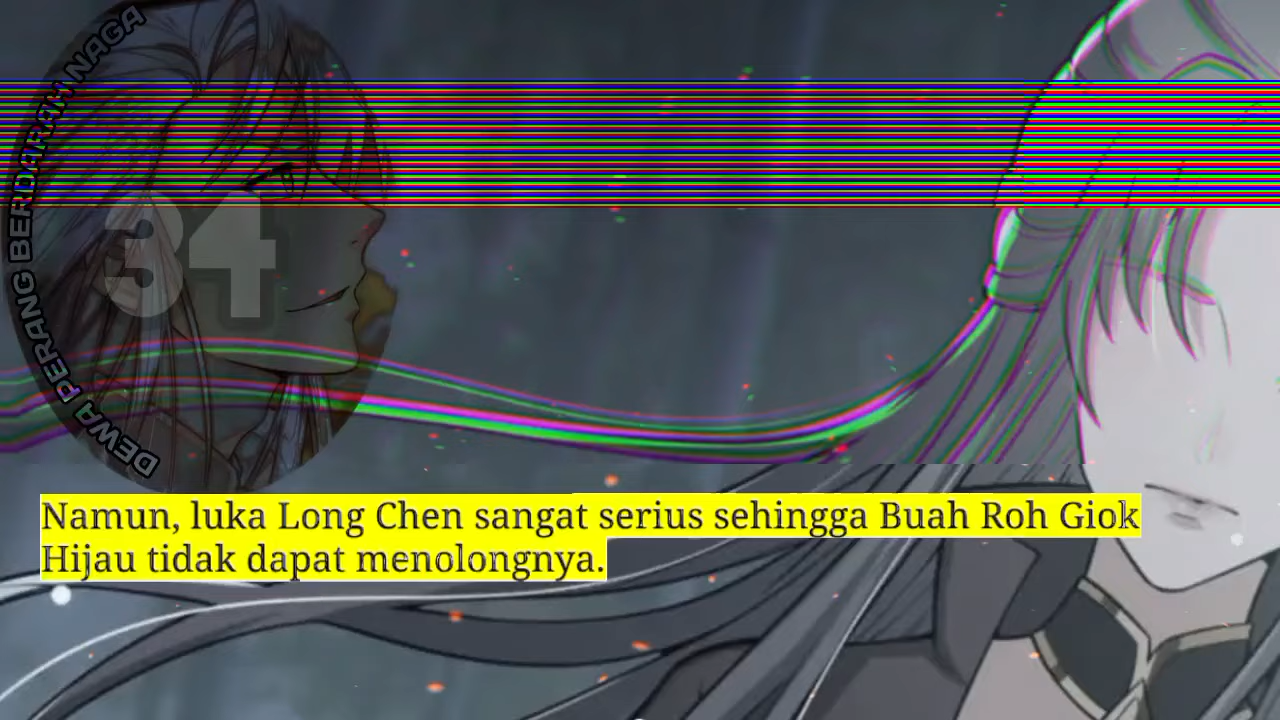 DEWA PERANG BERDARAH NAGA
34
Namun, luka Long Chen sangat serius sehingga Buah Roh Giok
Hijau tidak dapat menolongnya.